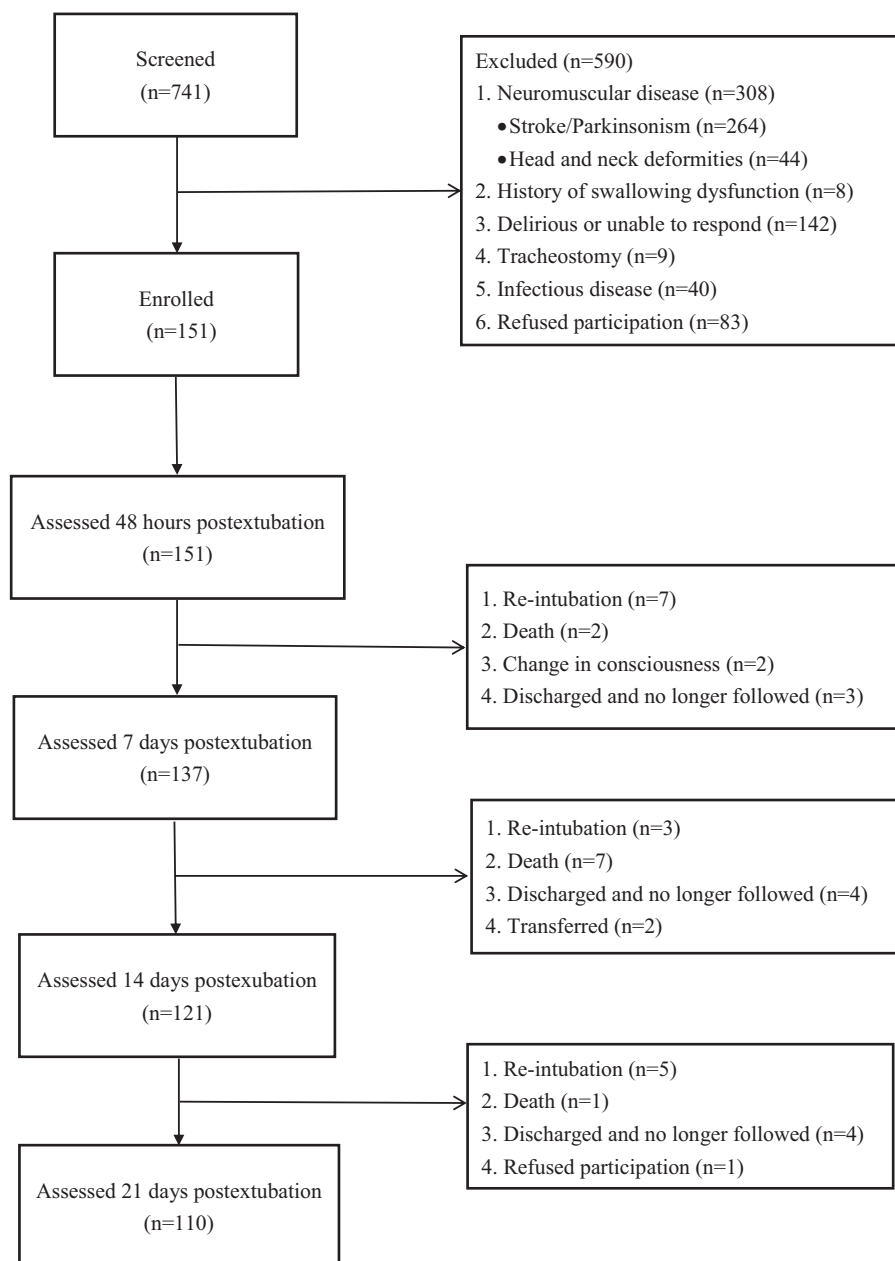 Screened
(n=741)
Excluded (n=590)
1. Neuromuscular disease (n=308)
•Stroke/Parkinsonism (n=264)
•Head and neck deformities (n=44)
2. History of swallowing dysfunction (n=8)
3. Delirious or unable to respond (n=142)
4. Tracheostomy (n=9)
5. Infectious disease (n=40)
6. Refused participation (n=83)
Enrolled
(n=151)
Assessed 48 hours postextubation
(n=151)
1. Re-intubation (n=7)
2. Death (n=2)
3. Change in consciousness (n=2)
4. Discharged and no longer followed (n=3)
Assessed 7 days postextubation
(n=137)
1. Re-intubation (n=3)
2. Death (n=7)
3. Discharged and no longer followed (n=4)
4. Transferred (n=2)
Assessed 14 days postexubation
(n=121)
1. Re-intubation (n=5)
2. Death (n=1)
3. Discharged and no longer followed (n=4)
4. Refused participation (n=1)
Assessed 21 days postextubation
(n=110)